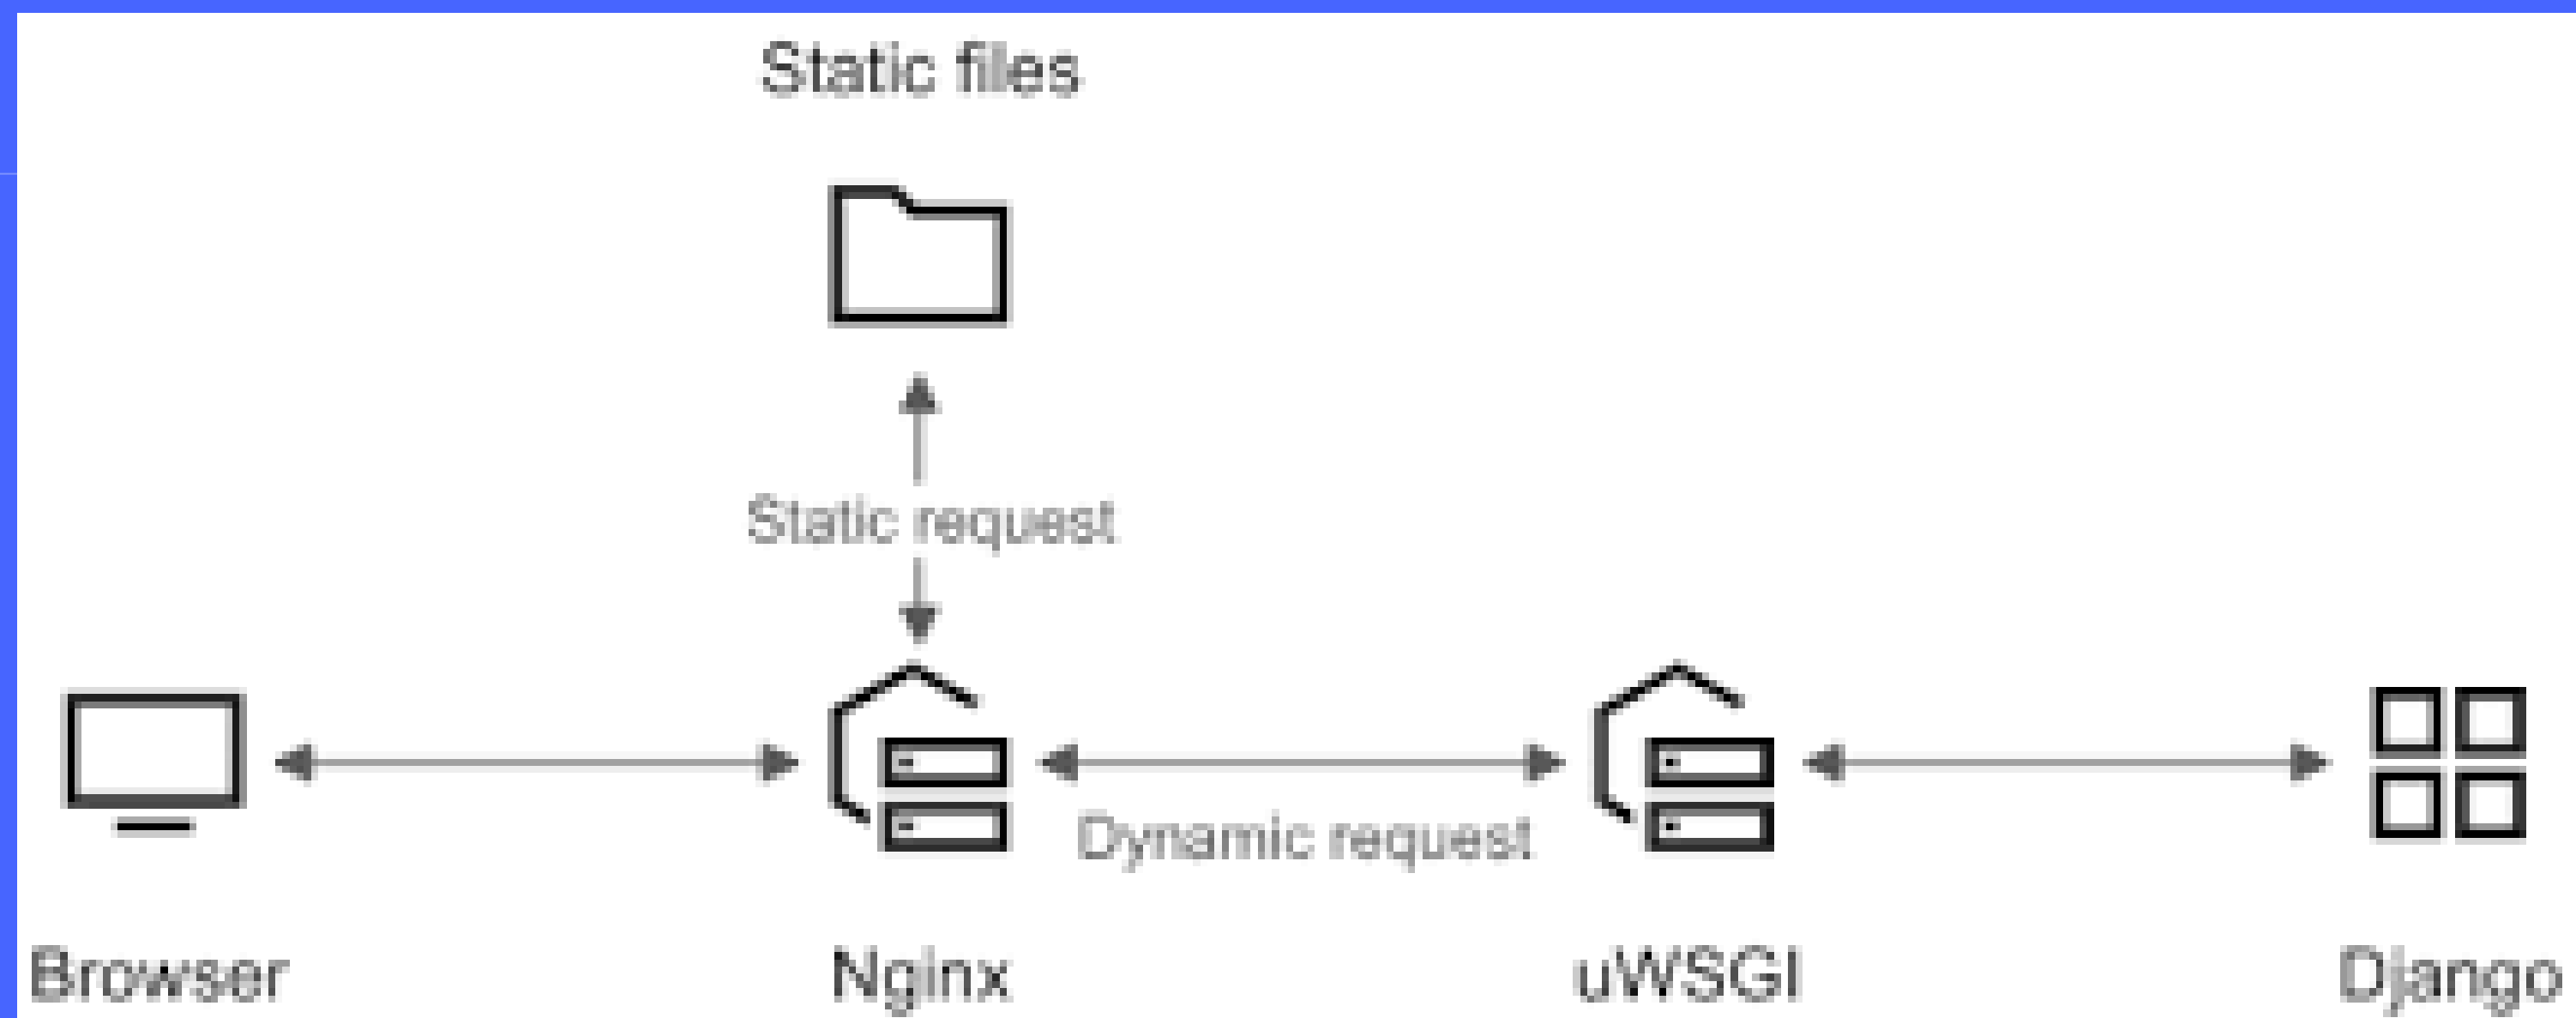 Static files
Static request
Dynamic request
Browser
Nginx
uWSGI
Django